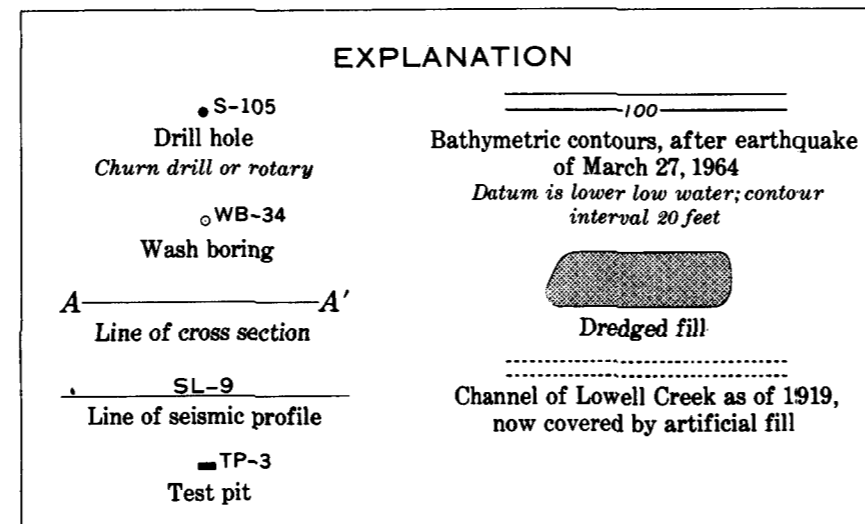 EXPLANATION
S-105
Drill hole
Churn drill or rotary
WB-34
Wash boring
A A'
Line of cross section
SL-9
Line of seismic profile
TP-3
Test pit
100
Bathymetric contours, after earthquake
of March 27, 1964
Datum is lower low water; contour
interval 20 feet
Dredged fill
Channel of Lowell Creek as of 1919,
now covered by artificial fill